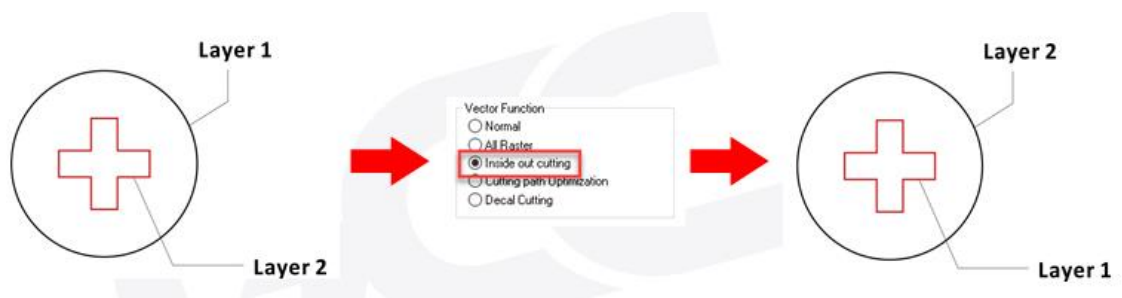 Layer 1
Layer 2
Vector Function
Normal
All Raster
Inside out cutting
Cutting path Optimization
Decal Cutting
Layer 2
Layer 1